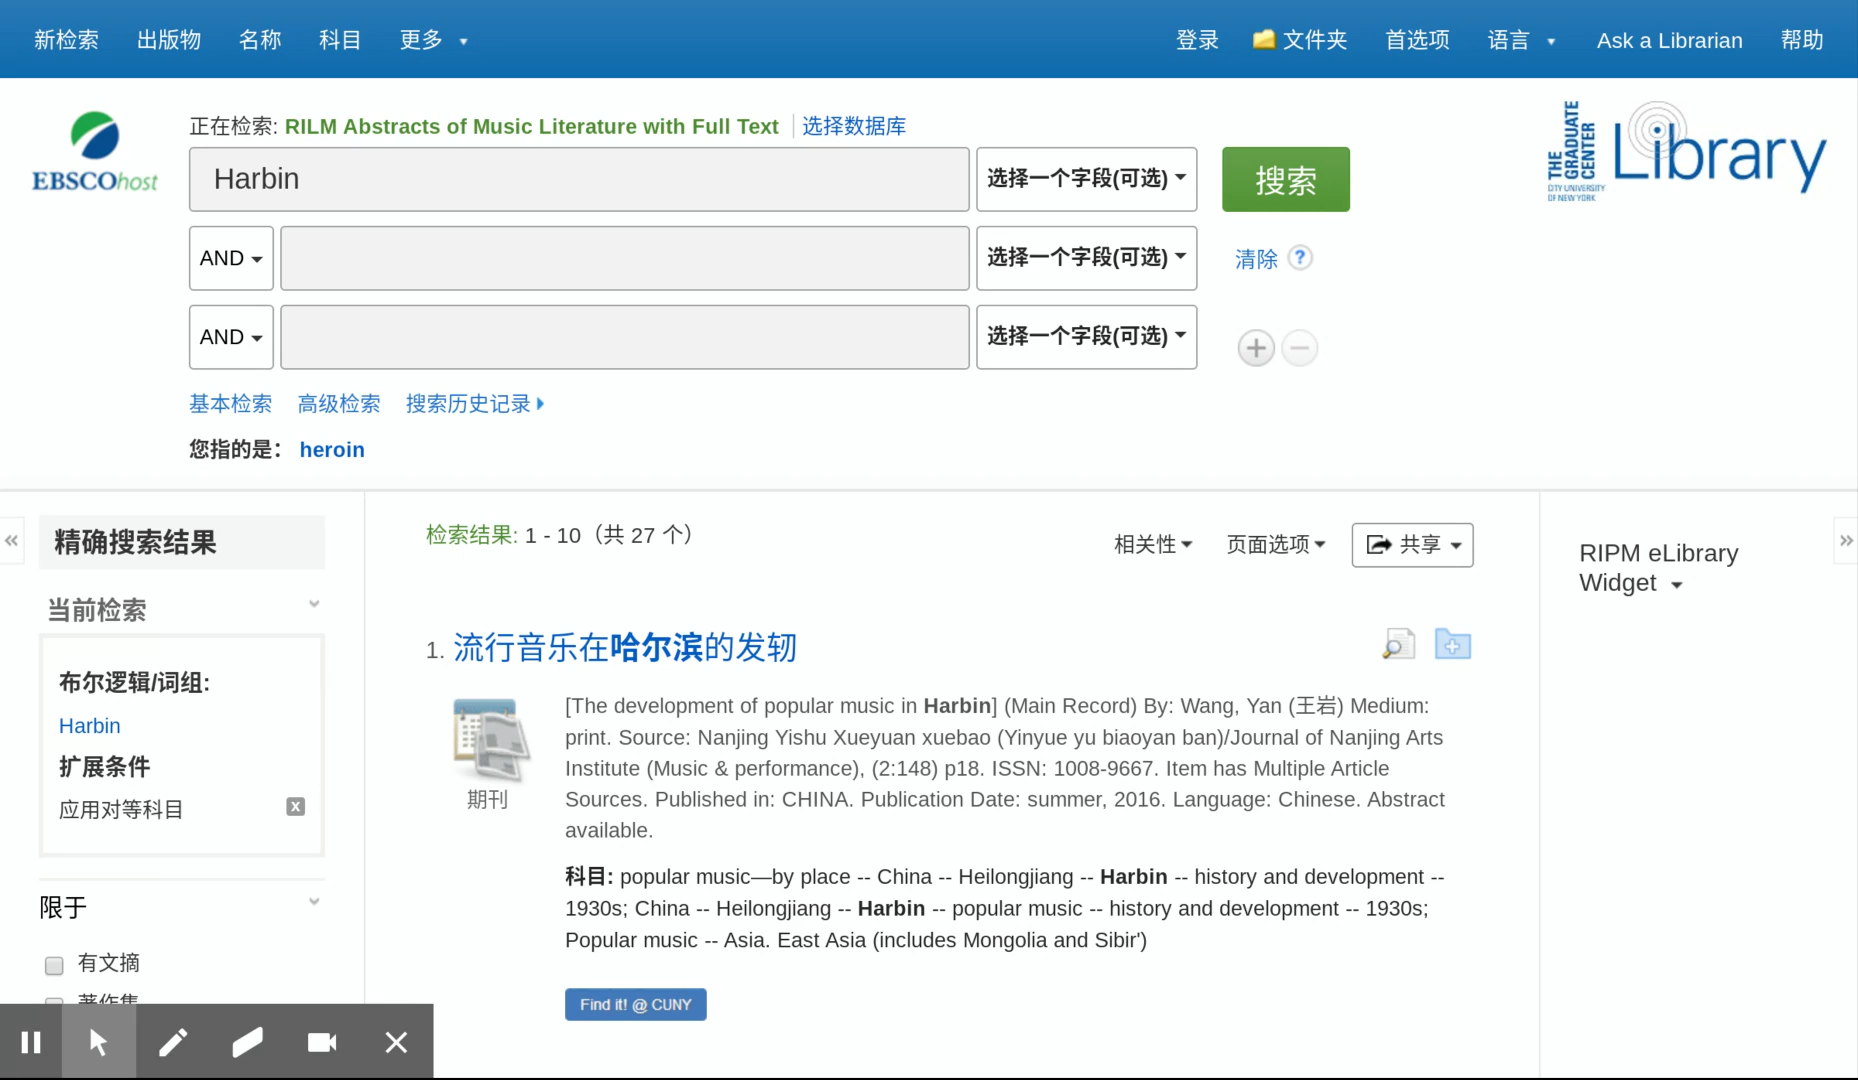 新检索 出版物 名称 科目 更多 登录 文件夹 首选项 语言 Ask a Librarian 帮助
EBSCOhost
正在检索: RILM Abstracts of Music Literature with Full Text 选择数据库
THE GRADUATE CENTER
CITY UNIVERSITY OF NEW YORK
Library
Harbin 选择一个字段(可选) 搜索
AND 选择一个字段(可选) 清除 ?
AND 选择一个字段(可选)
基本检索 高级检索 搜索历史记录
您指的是: heroin
精确搜索结果
当前检索
布尔逻辑/词组:
Harbin
扩展条件
应用对等科目 x
限于
有文摘
著作集
检索结果: 1 - 10（共 27 个） 相关性 页面选项 共享
1. 流行音乐在哈尔滨的发轫
期刊
[The development of popular music in Harbin] (Main Record) By: Wang, Yan (王岩) Medium:
print. Source: Nanjing Yishu Xueyuan xuebao (Yinyue yu biaoyan ban)/Journal of Nanjing Arts
Institute (Music & performance), (2:148) p18. ISSN: 1008-9667. Item has Multiple Article
Sources. Published in: CHINA. Publication Date: summer, 2016. Language: Chinese. Abstract
available.
科目: popular music—by place -- China -- Heilongjiang -- Harbin -- history and development --
1930s; China -- Heilongjiang -- Harbin -- popular music -- history and development -- 1930s;
Popular music -- Asia. East Asia (includes Mongolia and Sibir')
Find it! @ CUNY
RIPM eLibrary
Widget